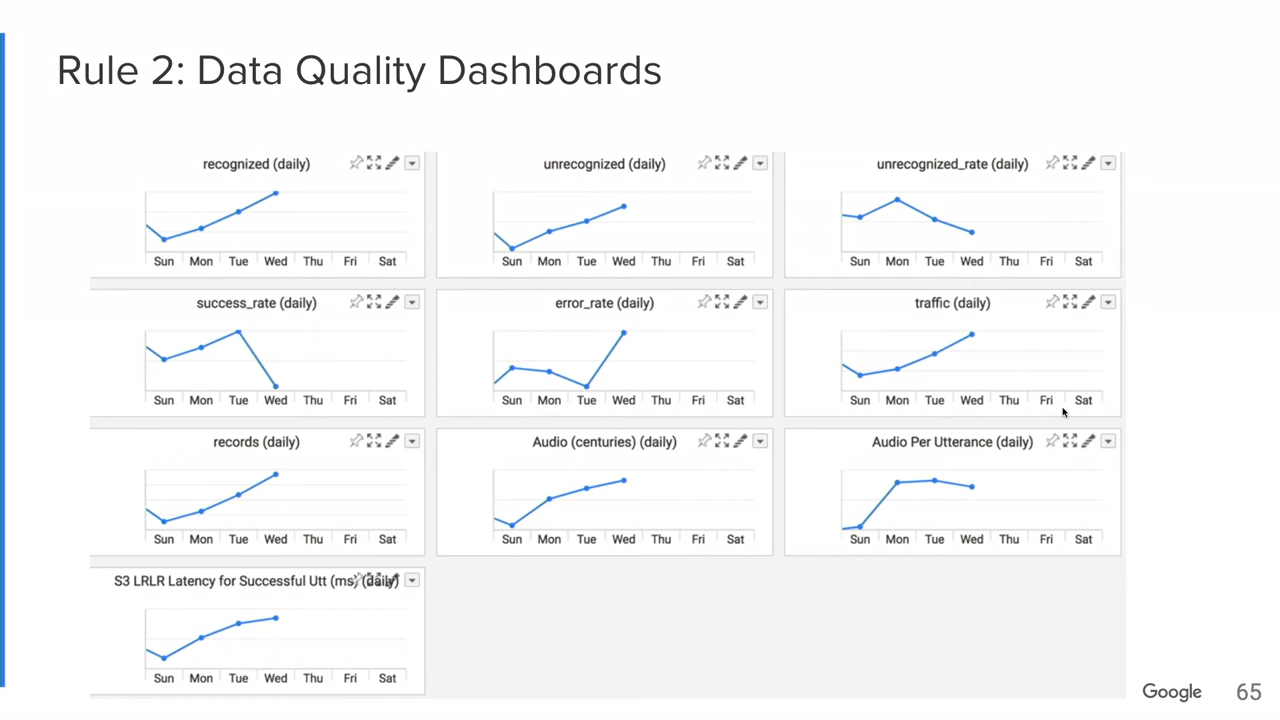 Rule 2: Data Quality Dashboards
recognized (daily)
Sun Mon Tue Wed Thu Fri Sat
unrecognized (daily)
Sun Mon Tue Wed Thu Fri Sat
unrecognized_rate (daily)
Sun Mon Tue Wed Thu Fri Sat
success_rate (daily)
Sun Mon Tue Wed Thu Fri Sat
error_rate (daily)
Sun Mon Tue Wed Thu Fri Sat
traffic (daily)
Sun Mon Tue Wed Thu Fri Sat
records (daily)
Sun Mon Tue Wed Thu Fri Sat
Audio (centuries) (daily)
Sun Mon Tue Wed Thu Fri Sat
Audio Per Utterance (daily)
Sun Mon Tue Wed Thu Fri Sat
S3 LRLR Latency for Successful Utt (ms) (daily)
Sun Mon Tue Wed Thu Fri Sat
Google 65